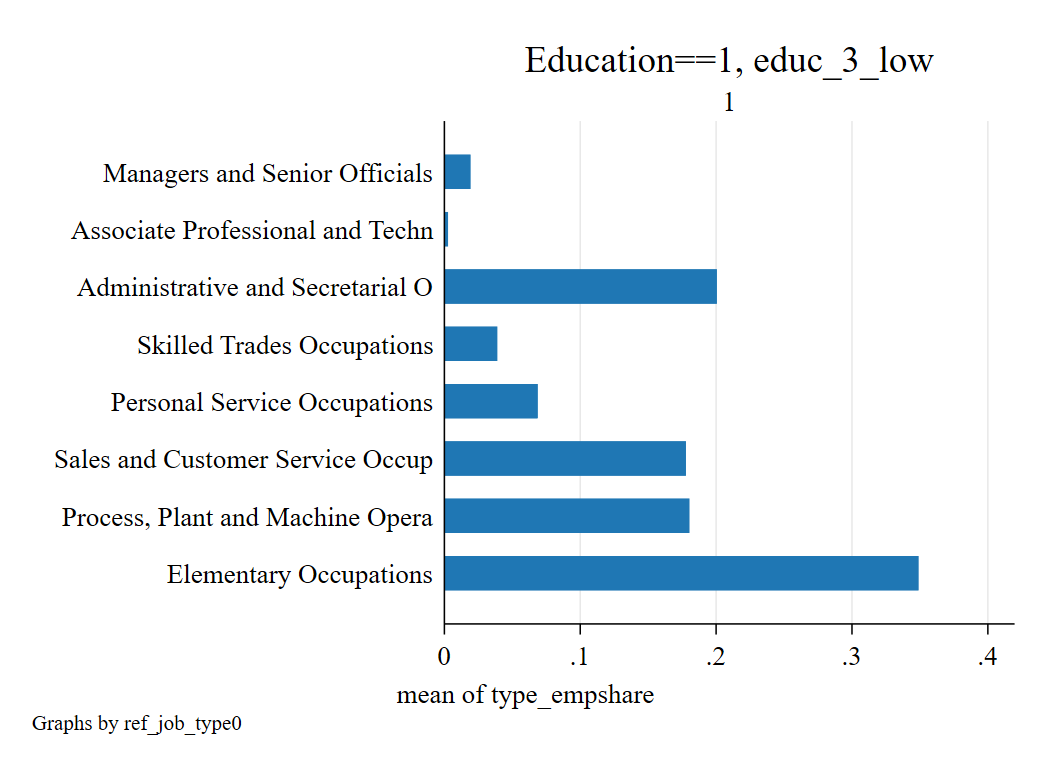 Education==1, educ_3_low
1
Managers and Senior Officials
Associate Professional and Techn
Administrative and Secretarial O
Skilled Trades Occupations
Personal Service Occupations
Sales and Customer Service Occup
Process, Plant and Machine Opera
Elementary Occupations
0 .1 .2 .3 .4
mean of type_empshare
Graphs by ref_job_type0